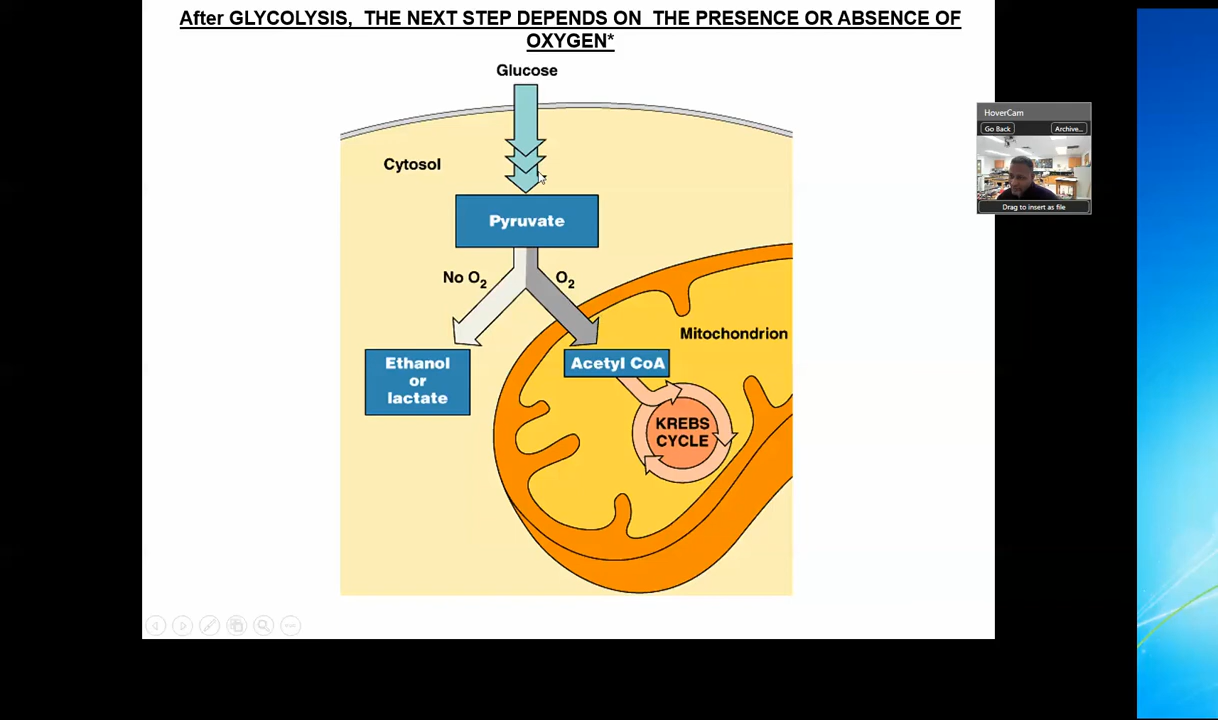 After GLYCOLYSIS, THE NEXT STEP DEPENDS ON THE PRESENCE OR ABSENCE OF
OXYGEN*
Glucose
HoverCam
Go Back
Archive...
Cytosol
Drag to insert as file
Pyruvate
No O2
O2
Mitochondrion
Ethanol
or
lactate
Acetyl CoA
KREBS
CYCLE